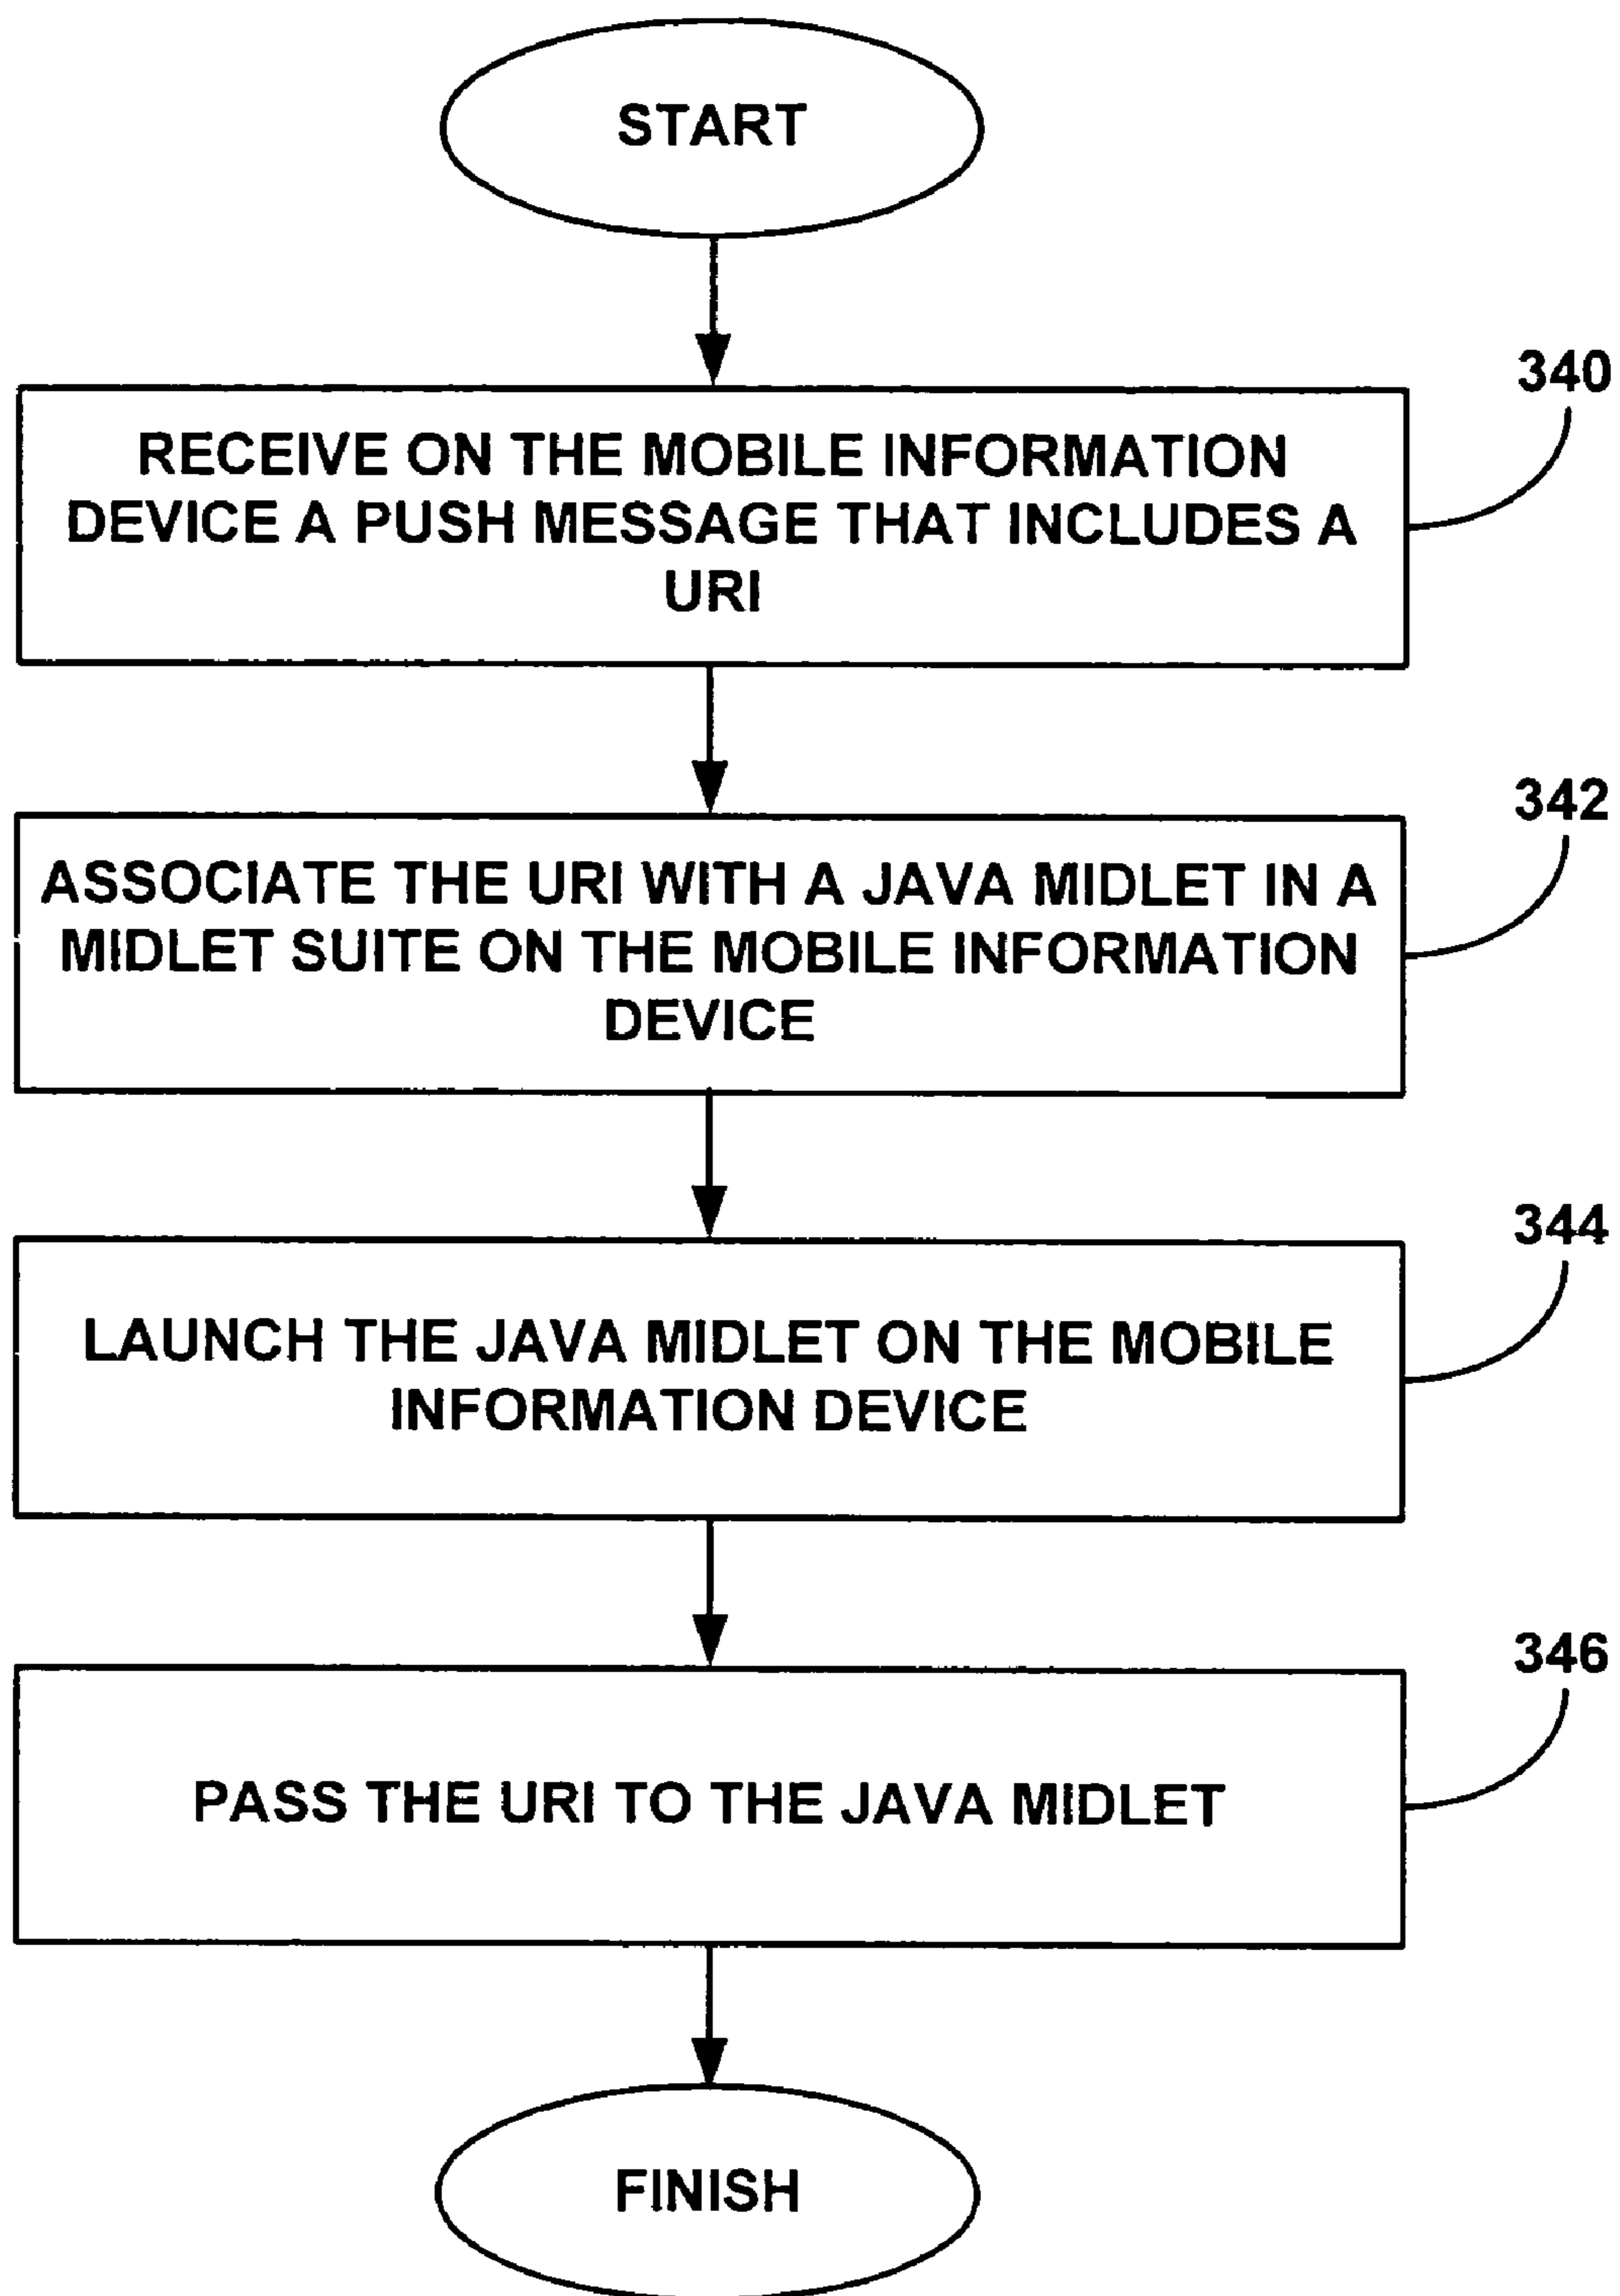 START
340
RECEIVE ON THE MOBILE INFORMATION
DEVICE A PUSH MESSAGE THAT INCLUDES A
URI
342
ASSOCIATE THE URI WITH A JAVA MIDLET IN A
MIDLET SUITE ON THE MOBILE INFORMATION
DEVICE
344
LAUNCH THE JAVA MIDLET ON THE MOBILE
INFORMATION DEVICE
346
PASS THE URI TO THE JAVA MIDLET
FINISH